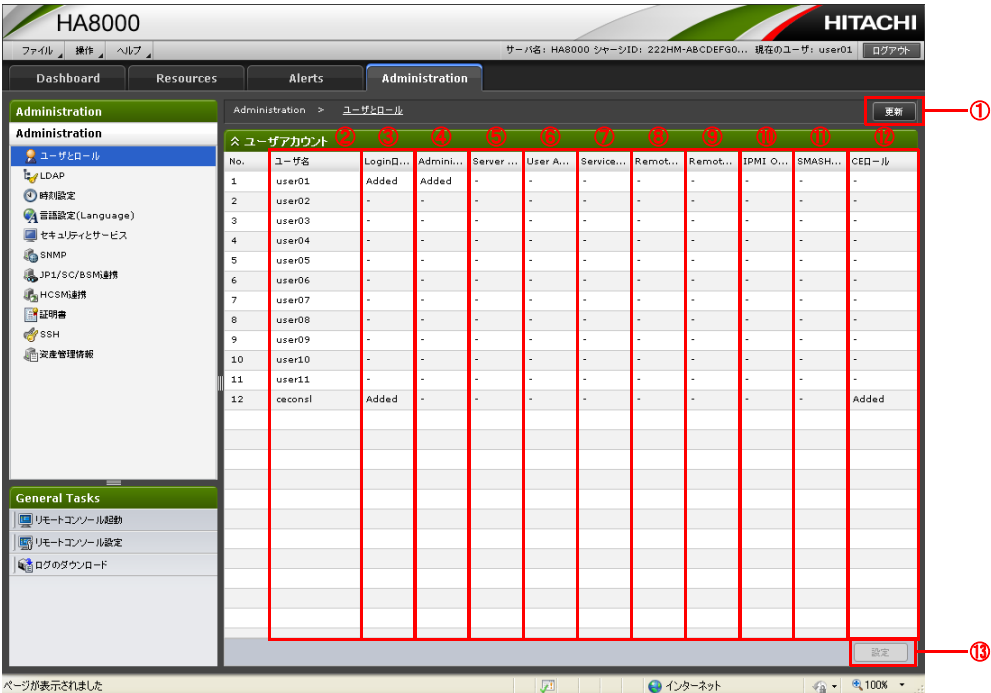 HA8000
HITACHI
ファイル 操作 ヘルプ
サーバ名: HA8000 シャーシID: 222HM-ABCDEFG0... 現在のユーザ: user01 ログアウト
Dashboard Resources Alerts Administration
Administration
Administration
ユーザとロール
LDAP
時刻設定
言語設定(Language)
セキュリティとサービス
SNMP
JP1/SC/BSM連携
HCSM連携
証明書
SSH
資産管理情報
General Tasks
リモートコンソール起動
リモートコンソール設定
ログのダウンロード
Administration > ユーザとロール
更新 ①
ユーザアカウント ② ③ ④ ⑤ ⑥ ⑦ ⑧ ⑨ ⑩ ⑪ ⑫
No. ユーザ名 Loginロ... Admini... Server ... User A... Service... Remot... Remot... IPMI O... SMASH... CEロール
1 user01 Added Added - - - - - - - -
2 user02 - - - - - - - - - -
3 user03 - - - - - - - - - -
4 user04 - - - - - - - - - -
5 user05 - - - - - - - - - -
6 user06 - - - - - - - - - -
7 user07 - - - - - - - - - -
8 user08 - - - - - - - - - -
9 user09 - - - - - - - - - -
10 user10 - - - - - - - - - -
11 user11 - - - - - - - - - -
12 ceconsl Added - - - - - - - - Added
設定 ⑬
ページが表示されました
インターネット
100%